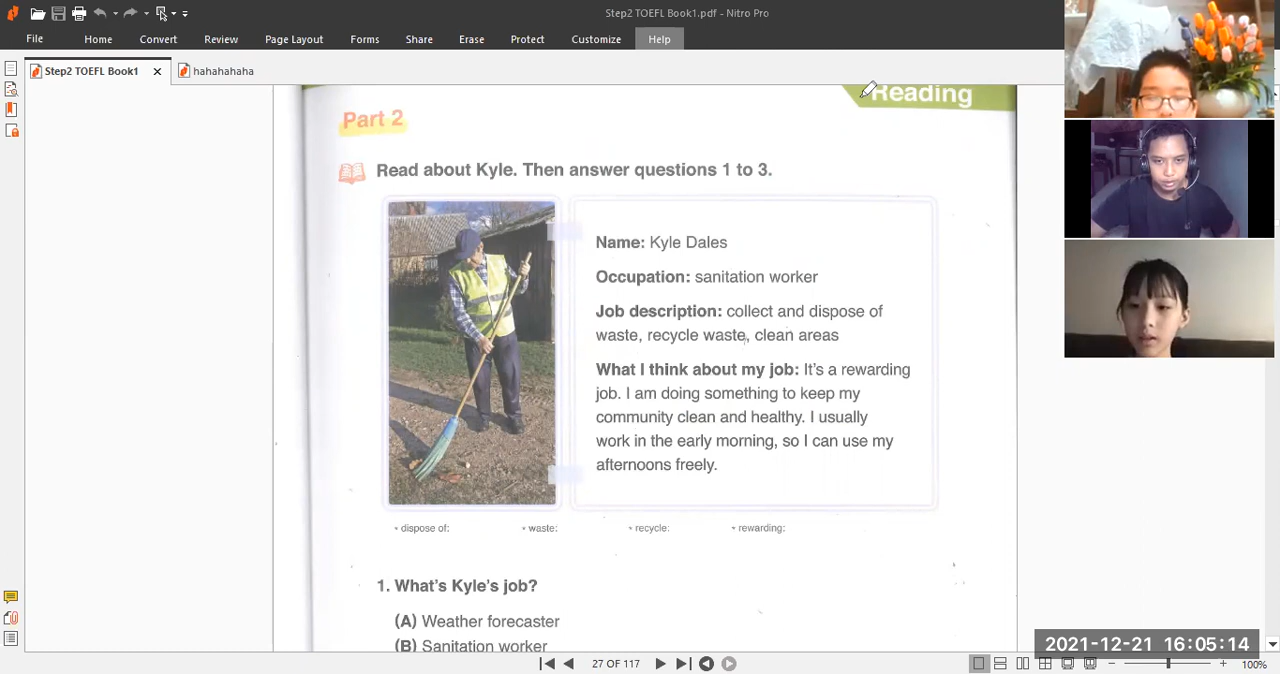 Step2 TOEFL Book1.pdf - Nitro Pro
File Home Convert Review Page Layout Forms Share Erase Protect Customize Help
Step2 TOEFL Book1 × hahahahaha
Reading
Part 2
Read about Kyle. Then answer questions 1 to 3.
Name: Kyle Dales
Occupation: sanitation worker
Job description: collect and dispose of
waste, recycle waste, clean areas
What I think about my job: It's a rewarding
job. I am doing something to keep my
community clean and healthy. I usually
work in the early morning, so I can use my
afternoons freely.
dispose of: waste: recycle: rewarding:
1. What's Kyle's job?
(A) Weather forecaster
(B) Sanitation worker
2021-12-21 16:05:14
27 OF 117
100%